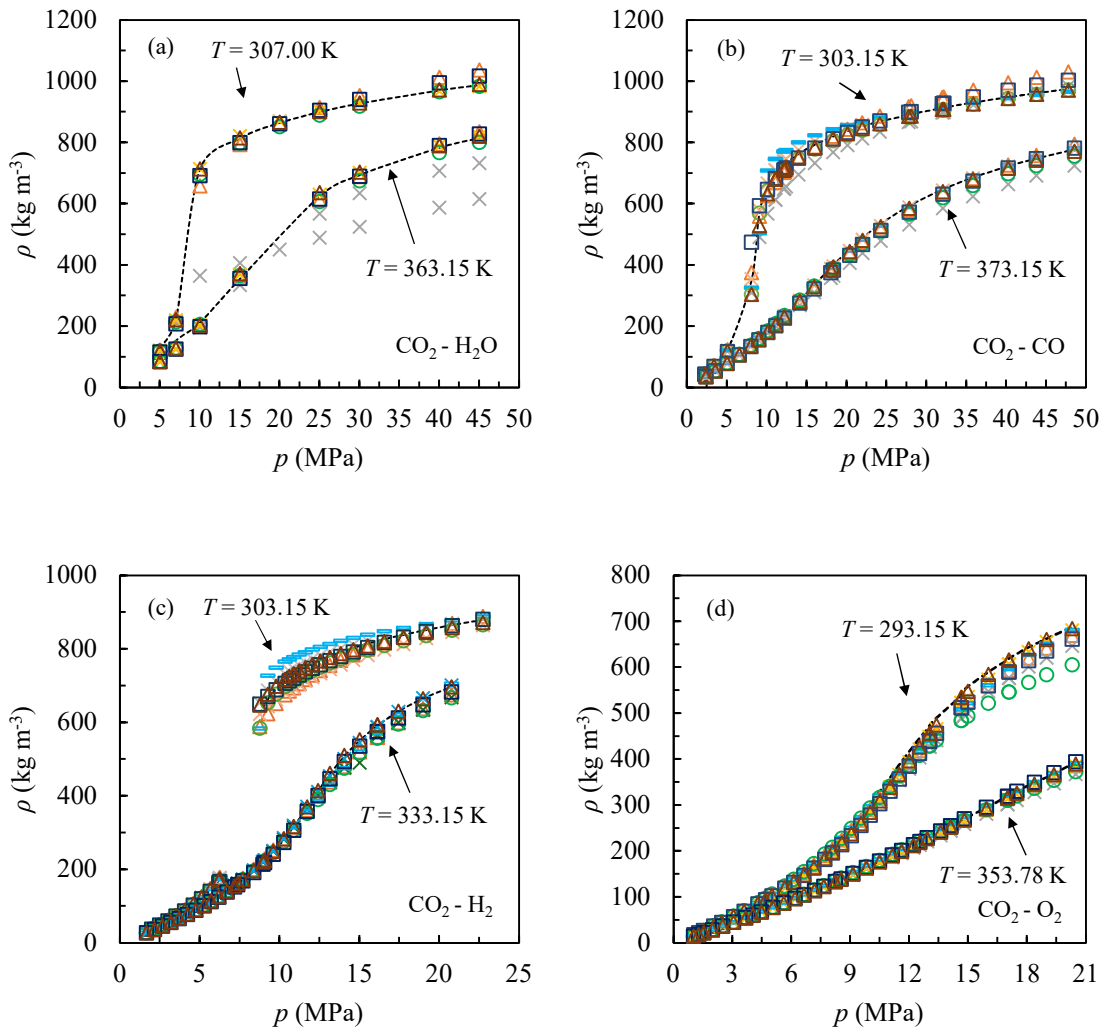 1200
1000
800
600
400
200
0
ρ (kg m⁻³)
(a)
T = 307.00 K
T = 363.15 K
CO₂ - H₂O
0 5 10 15 20 25 30 35 40 45 50
p (MPa)
1200
1000
800
600
400
200
0
ρ (kg m⁻³)
(b)
T = 303.15 K
T = 373.15 K
CO₂ - CO
0 5 10 15 20 25 30 35 40 45 50
p (MPa)
1000
800
600
400
200
0
ρ (kg m⁻³)
(c)
T = 303.15 K
T = 333.15 K
CO₂ - H₂
0 5 10 15 20 25
p (MPa)
800
700
600
500
400
300
200
100
0
ρ (kg m⁻³)
(d)
T = 293.15 K
T = 353.78 K
CO₂ - O₂
0 3 6 9 12 15 18 21
p (MPa)